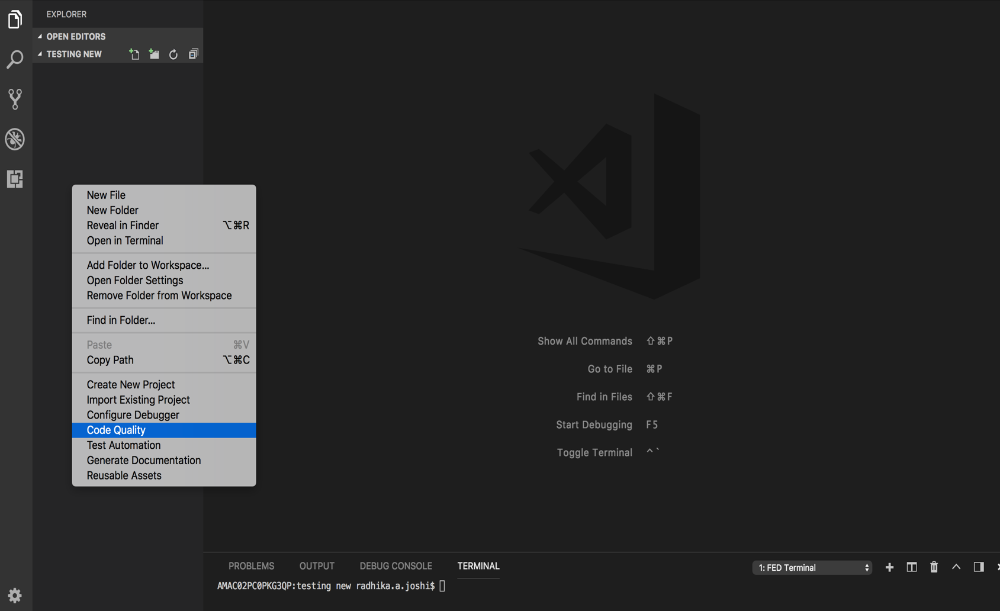 EXPLORER
OPEN EDITORS
TESTING NEW
New File
New Folder
Reveal in Finder ⌥⌘R
Open in Terminal
Add Folder to Workspace...
Open Folder Settings
Remove Folder from Workspace
Find in Folder...
Paste ⌘V
Copy Path ⌥⌘C
Create New Project
Import Existing Project
Configure Debugger
Code Quality
Test Automation
Generate Documentation
Reusable Assets
Show All Commands ⇧⌘P
Go to File ⌘P
Find in Files ⇧⌘F
Start Debugging F5
Toggle Terminal ^`
PROBLEMS OUTPUT DEBUG CONSOLE TERMINAL 1: FED Terminal
AMAC02PC0PKG3QP:testing new radhika.a.joshi$